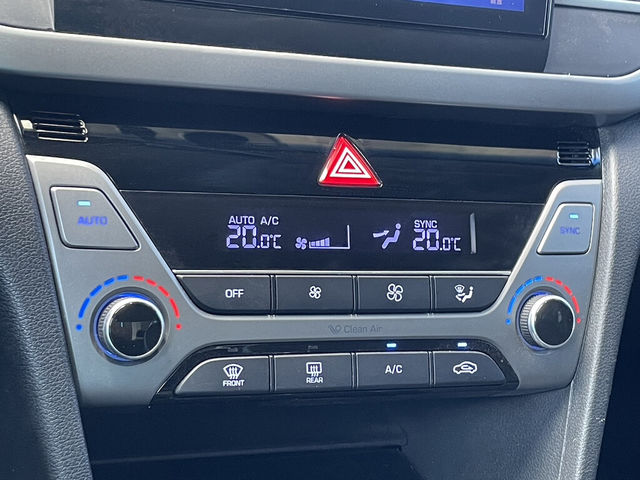 AUTO
AUTO A/C
20.0°C
SYNC
20.0°C
SYNC
OFF
Clean Air
FRONT
REAR
A/C